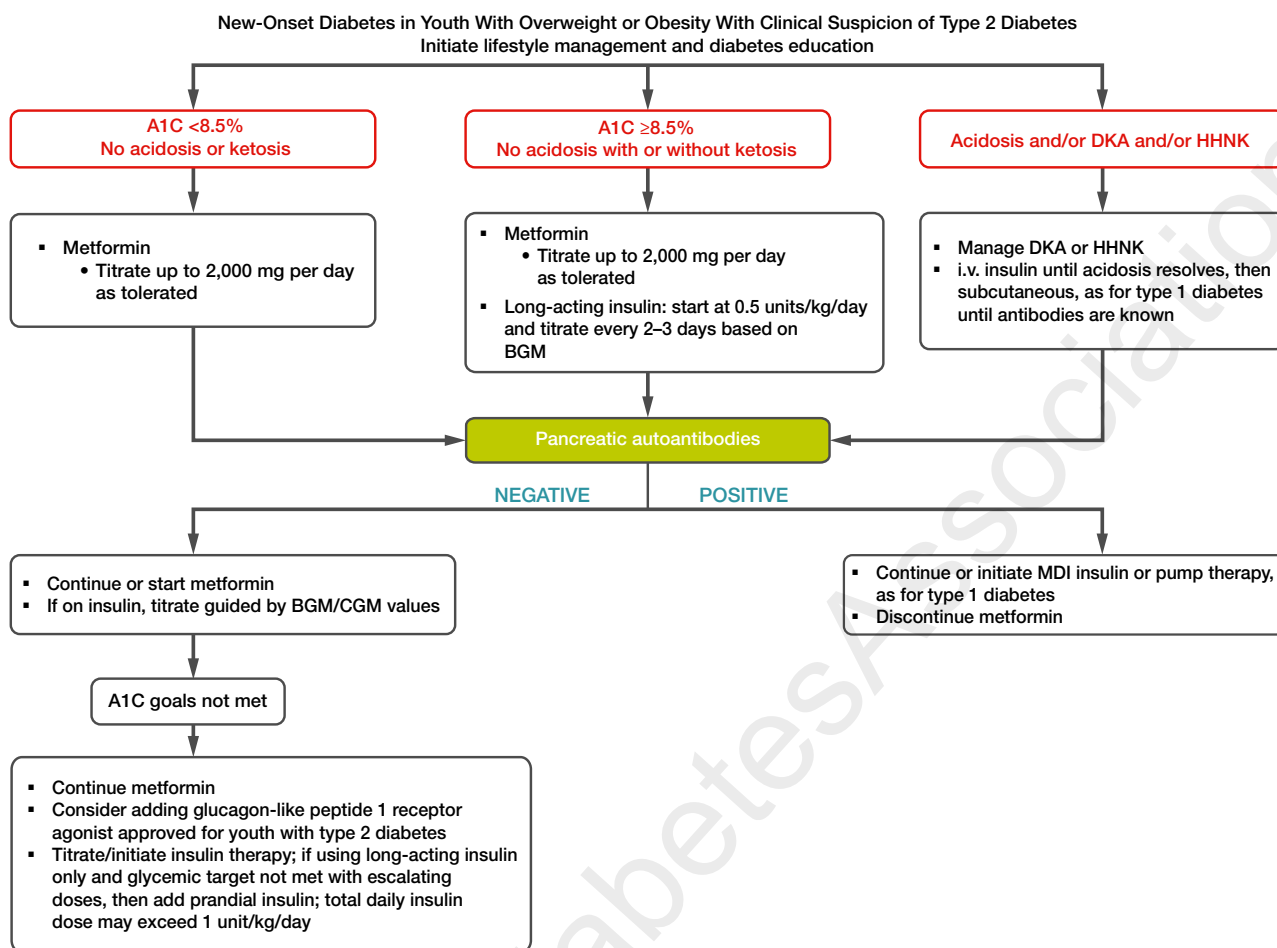 New-Onset Diabetes in Youth With Overweight or Obesity With Clinical Suspicion of Type 2 Diabetes
Initiate lifestyle management and diabetes education
A1C <8.5%
No acidosis or ketosis
A1C ≥8.5%
No acidosis with or without ketosis
Acidosis and/or DKA and/or HHNK
▪ Metformin
• Titrate up to 2,000 mg per day
as tolerated
▪ Metformin
• Titrate up to 2,000 mg per day
as tolerated
▪ Long-acting insulin: start at 0.5 units/kg/day
and titrate every 2–3 days based on
BGM
▪ Manage DKA or HHNK
▪ i.v. insulin until acidosis resolves, then
subcutaneous, as for type 1 diabetes
until antibodies are known
Pancreatic autoantibodies
NEGATIVE
POSITIVE
▪ Continue or start metformin
▪ If on insulin, titrate guided by BGM/CGM values
▪ Continue or initiate MDI insulin or pump therapy,
as for type 1 diabetes
▪ Discontinue metformin
A1C goals not met
▪ Continue metformin
▪ Consider adding glucagon-like peptide 1 receptor
agonist approved for youth with type 2 diabetes
▪ Titrate/initiate insulin therapy; if using long-acting insulin
only and glycemic target not met with escalating
doses, then add prandial insulin; total daily insulin
dose may exceed 1 unit/kg/day
betesAssociation